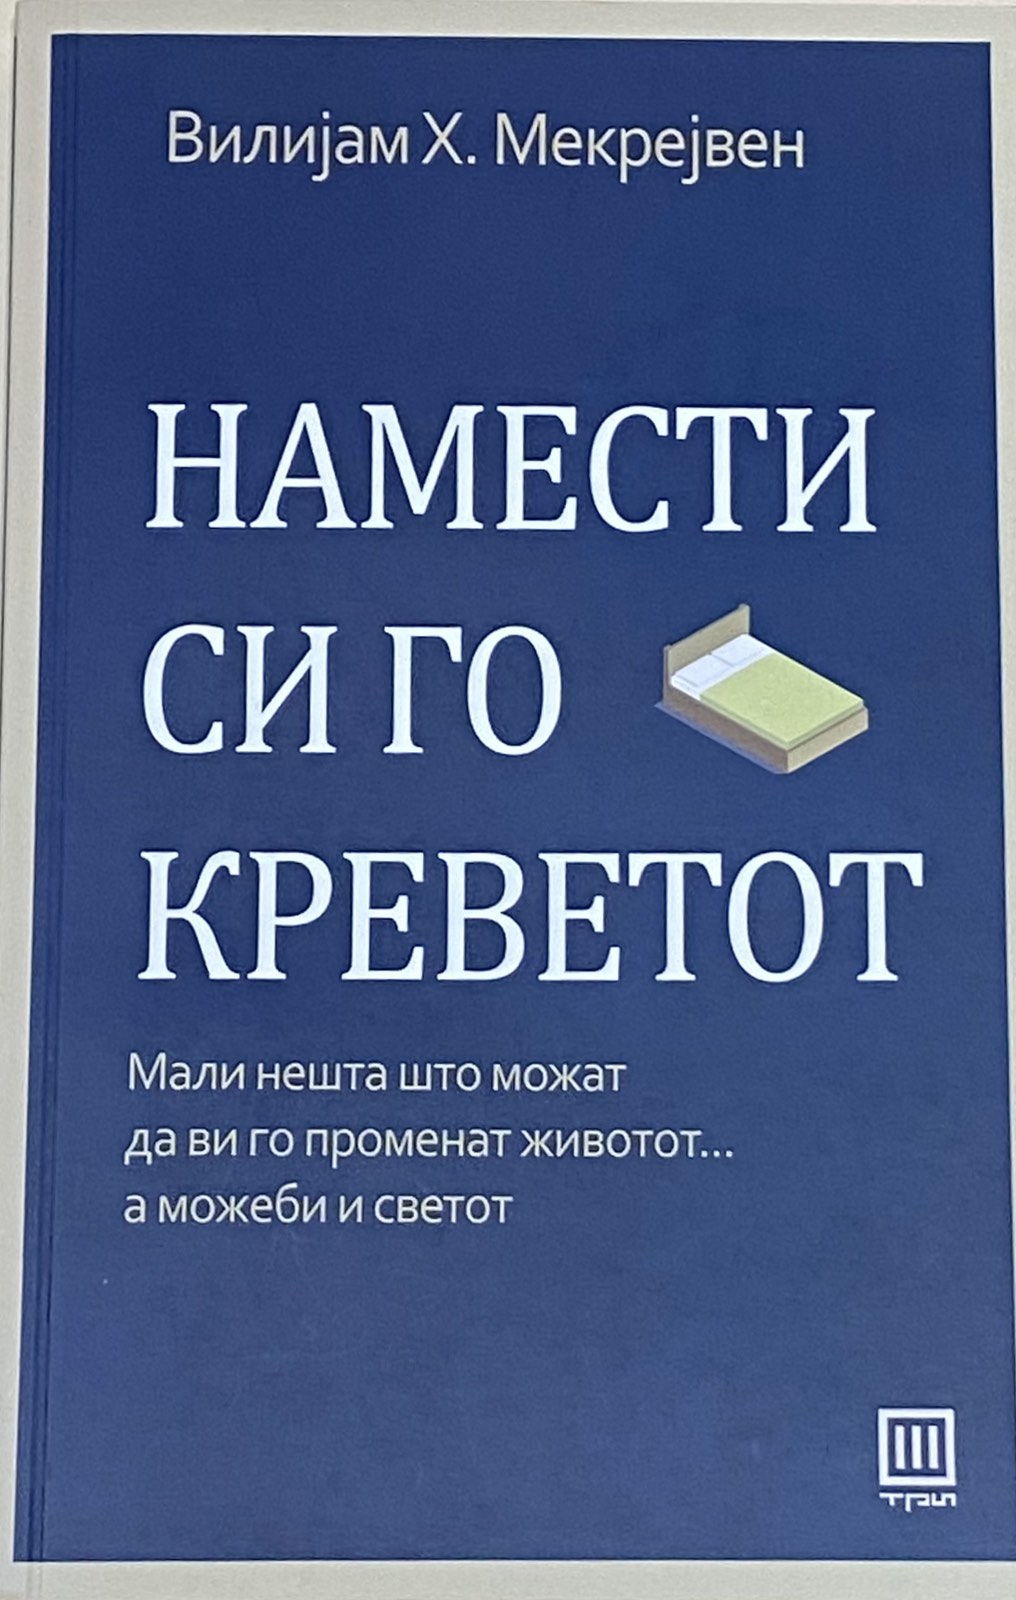 Вилијам Х. Мекрејвен
НАМЕСТИ
СИ ГО
КРЕВЕТОТ
Мали нешта што можат
да ви го променат животот...
а можеби и светот
три